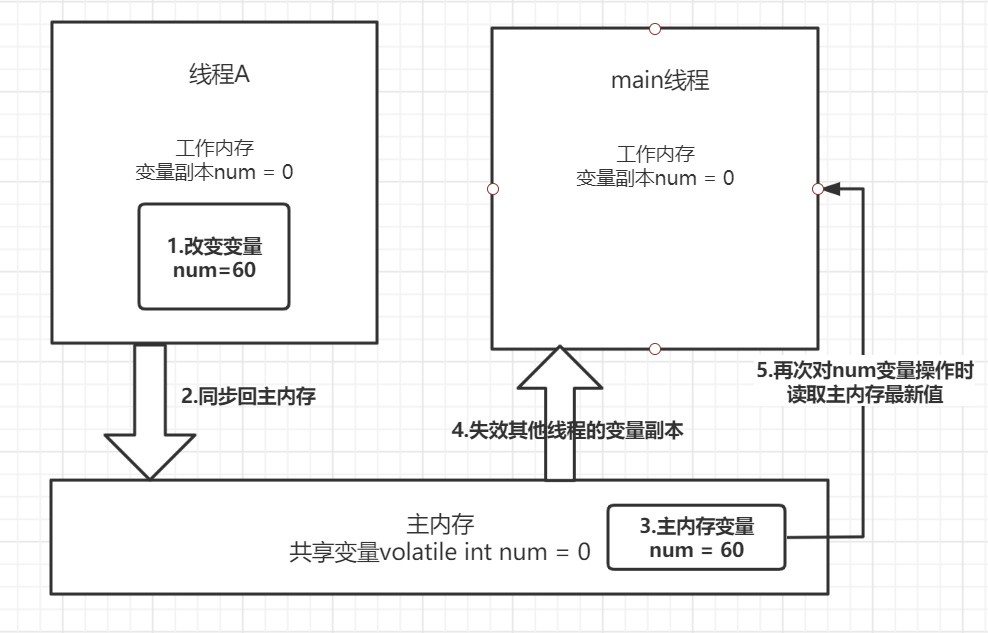 线程A
工作内存
变量副本num = 0
1.改变变量
num=60
main线程
工作内存
变量副本num = 0
2.同步回主内存
4.失效其他线程的变量副本
5.再次对num变量操作时
读取主内存最新值
主内存
共享变量volatile int num = 0
3.主内存变量
num = 60